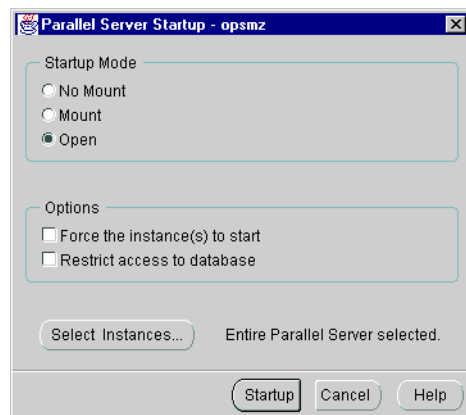 Parallel Server Startup - opsmz
Startup Mode
No Mount
Mount
Open
Options
Force the instance(s) to start
Restrict access to database
Select Instances... Entire Parallel Server selected.
Startup Cancel Help